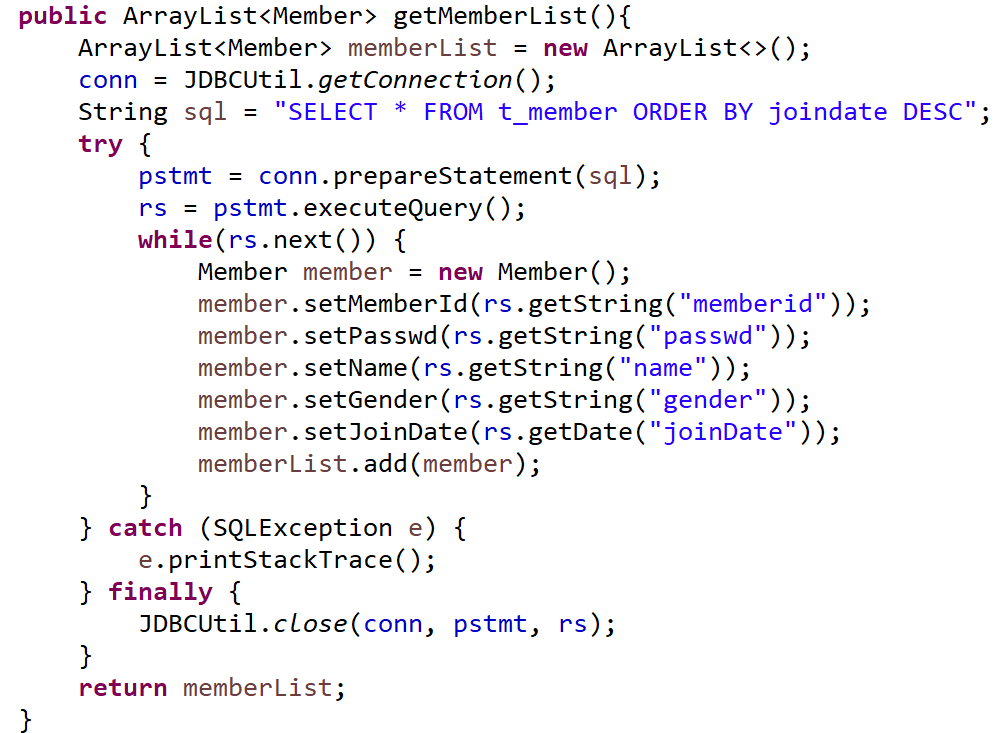 public ArrayList<Member> getMemberList(){
    ArrayList<Member> memberList = new ArrayList<>();
    conn = JDBCUtil.getConnection();
    String sql = "SELECT * FROM t_member ORDER BY joindate DESC";
    try {
        pstmt = conn.prepareStatement(sql);
        rs = pstmt.executeQuery();
        while(rs.next()) {
            Member member = new Member();
            member.setMemberId(rs.getString("memberid"));
            member.setPasswd(rs.getString("passwd"));
            member.setName(rs.getString("name"));
            member.setGender(rs.getString("gender"));
            member.setJoinDate(rs.getDate("joinDate"));
            memberList.add(member);
        }
    } catch (SQLException e) {
        e.printStackTrace();
    } finally {
        JDBCUtil.close(conn, pstmt, rs);
    }
    return memberList;
}